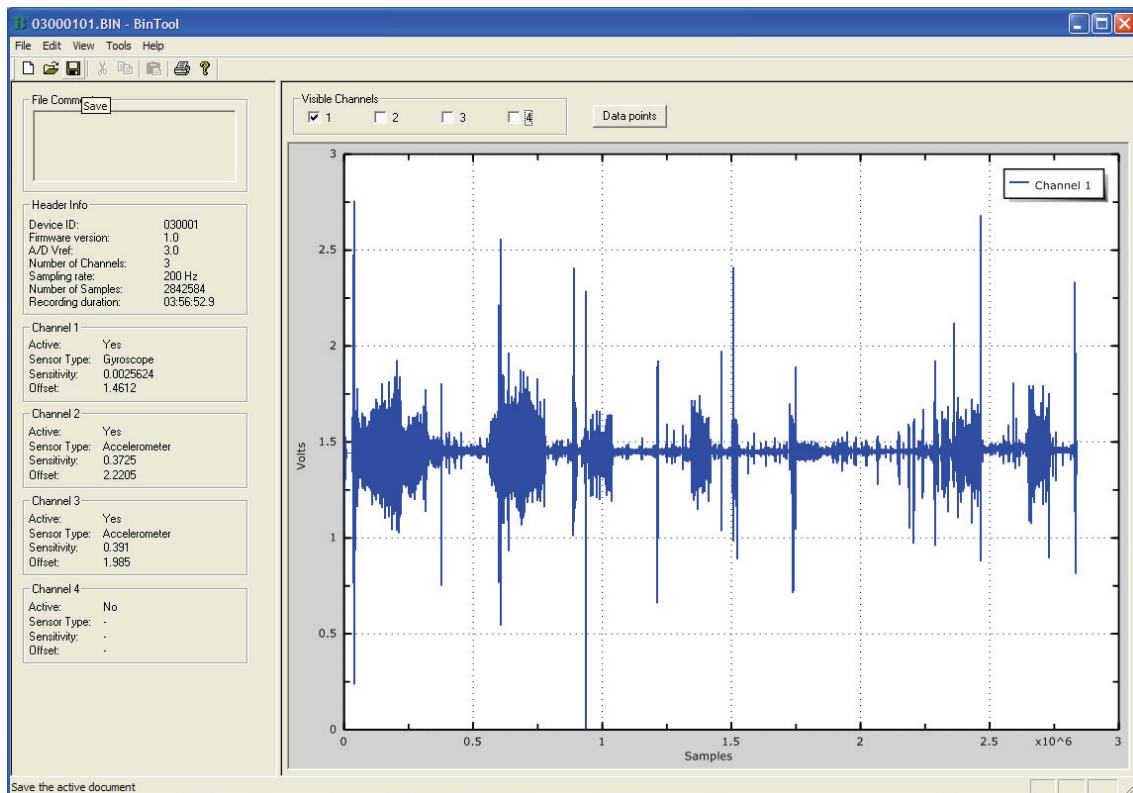 B 03000101.BIN - BinTool
File Edit View Tools Help
File Comment
Save
Header Info
Device ID: 030001
Firmware version: 1.0
A/D Vref: 3.0
Number of Channels: 3
Sampling rate: 200 Hz
Number of Samples: 2842584
Recording duration: 03:56:52.9
Channel 1
Active: Yes
Sensor Type: Gyroscope
Sensitivity: 0.0025624
Offset: 1.4612
Channel 2
Active: Yes
Sensor Type: Accelerometer
Sensitivity: 0.3725
Offset: 2.2205
Channel 3
Active: Yes
Sensor Type: Accelerometer
Sensitivity: 0.391
Offset: 1.985
Channel 4
Active: No
Sensor Type: -
Sensitivity: -
Offset: -
Visible Channels
1 2 3 4
Data points
Channel 1
3
2.5
2
1.5
1
0.5
0
Volts
0 0.5 1 1.5 2 2.5 x10^6 3
Samples
Save the active document